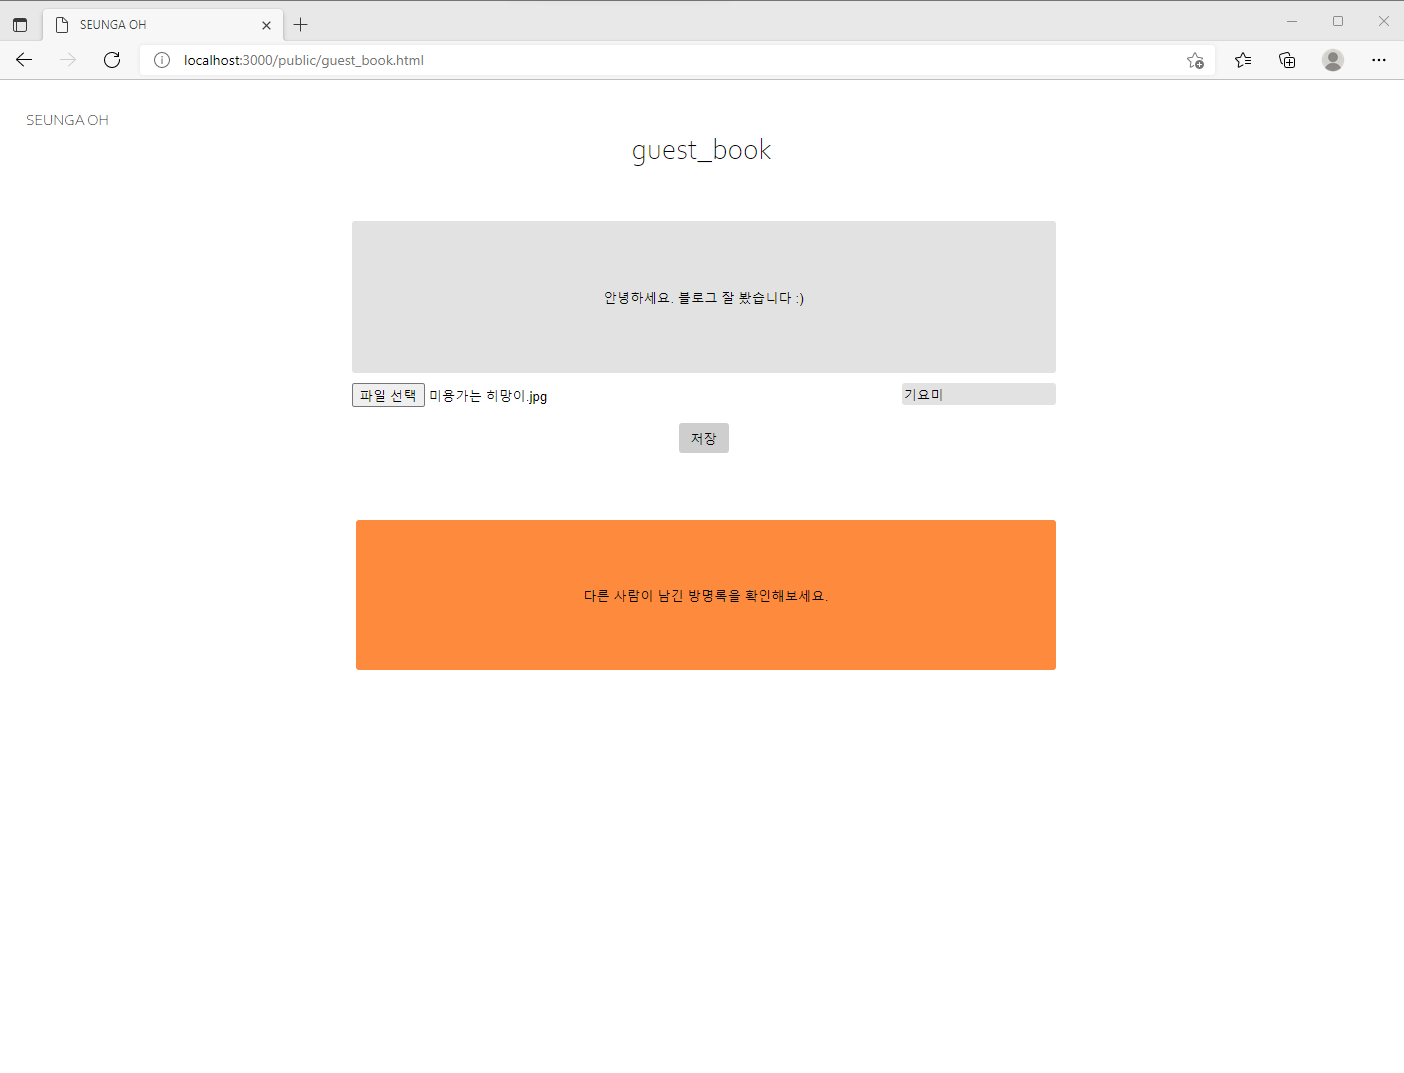 SEUNGA OH
localhost:3000/public/guest_book.html
SEUNGA OH
guest_book
안녕하세요. 블로그 잘 봤습니다 :)
파일 선택 미용가는 히망이.jpg
기요미
저장
다른 사람이 남긴 방명록을 확인해보세요.